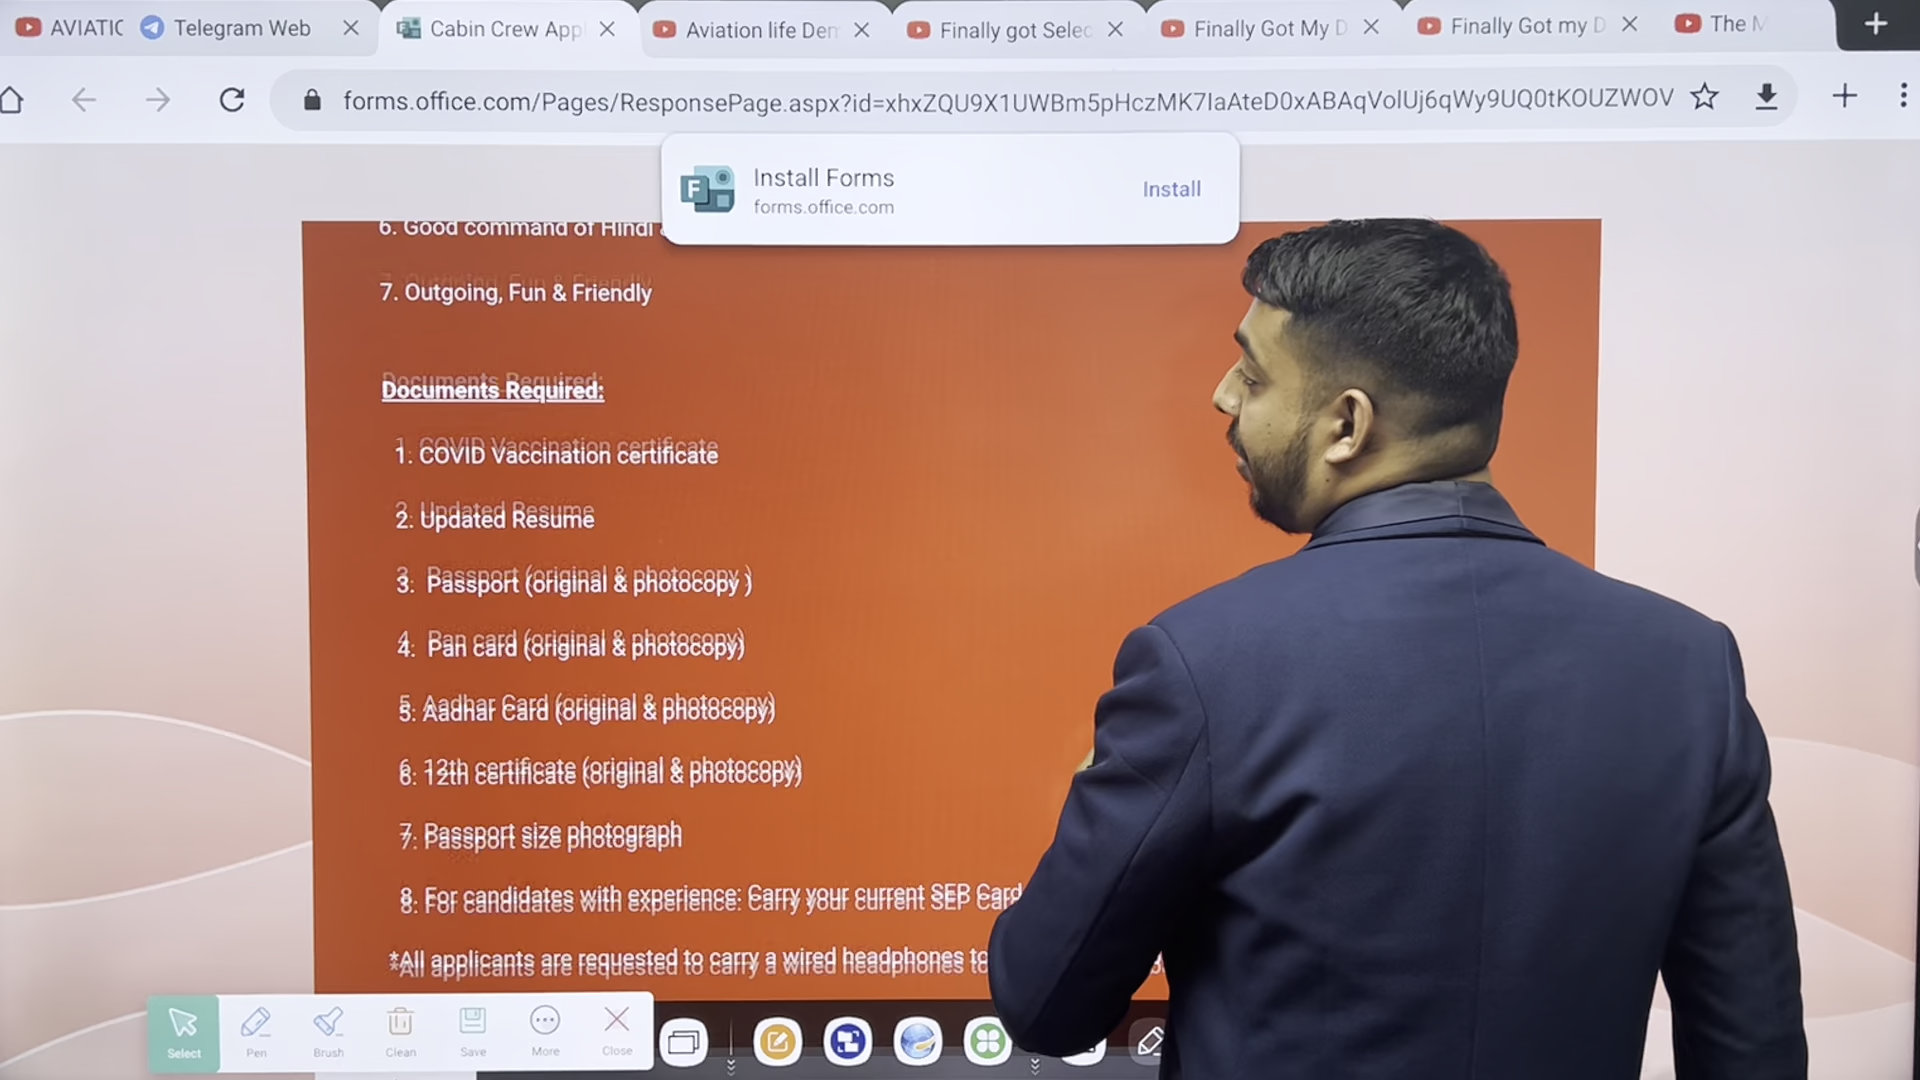 AVIATIC
Telegram Web
Cabin Crew App
Aviation life Den
Finally got Selec
Finally Got My D
Finally Got my D
The M
forms.office.com/Pages/ResponsePage.aspx?id=xhxZQU9X1UWBm5pHczMK7IaAteD0xABAqVolUj6qWy9UQ0tKOUZWOV
Install Forms
forms.office.com
Install
6. Good command of Hindi
7. Outgoing, Fun & Friendly
Documents Required:
1. COVID Vaccination certificate
2. Updated Resume
3. Passport (original & photocopy )
4. Pan card (original & photocopy)
5. Aadhar Card (original & photocopy)
6. 12th certificate (original & photocopy)
7. Passport size photograph
8. For candidates with experience: Carry your current SEP Card
*All applicants are requested to carry a wired headphones to
Select
Pen
Brush
Clean
Save
More
Close